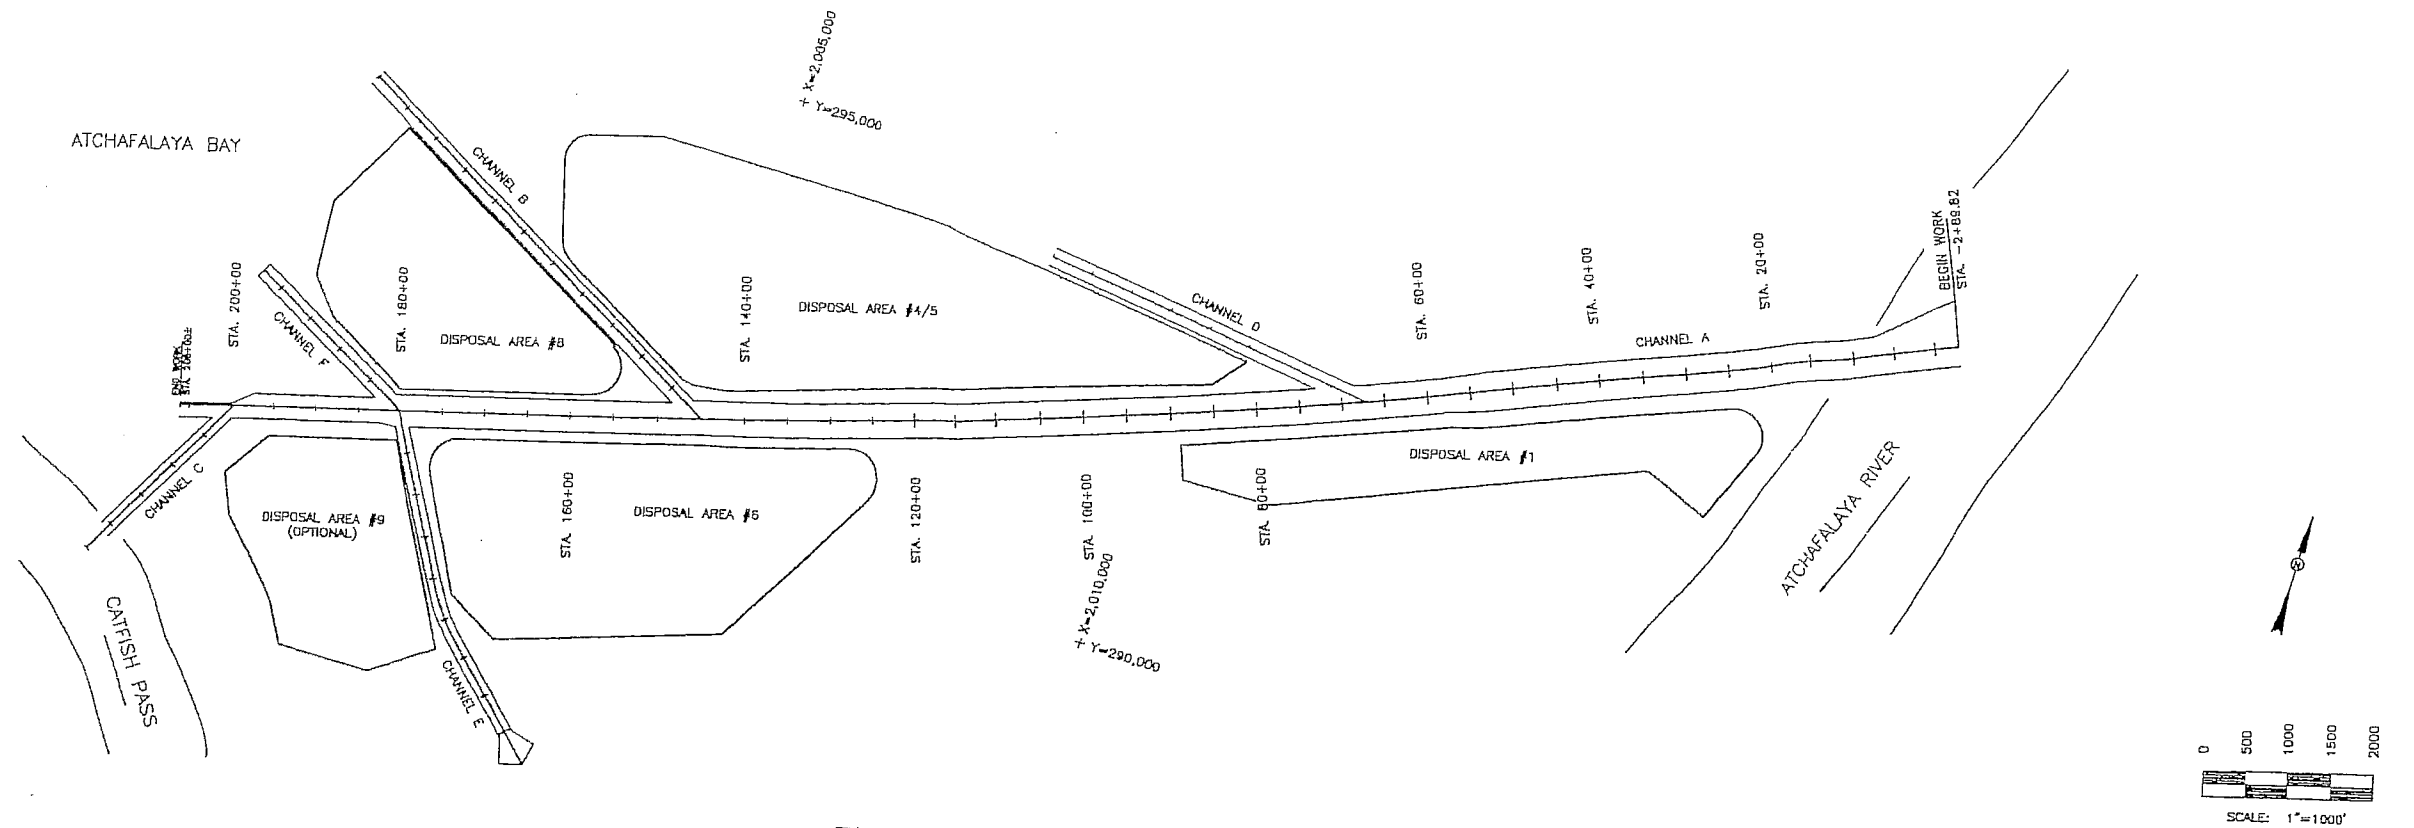 X=2,005,000
+ Y=295,000
ATCHAFALAYA BAY
CHANNEL B
BEGIN WORK
STA. -2+89.82
STA. 200+00
STA. 180+00
STA. 140+00
STA. 60+00
STA. 40+00
STA. 20+00
CHANNEL F
DISPOSAL AREA #8
DISPOSAL AREA #4/5
CHANNEL D
CHANNEL A
END WORK
CHANNEL C
DISPOSAL AREA #9
(OPTIONAL)
STA. 160+00
DISPOSAL AREA #6
STA. 120+00
STA. 100+00
STA. 80+00
DISPOSAL AREA #1
ATCHAFALAYA RIVER
X=2,010,000
+ Y=290,000
CATFISH PASS
CHANNEL E
0
500
1000
1500
2000
SCALE: 1"=1000'